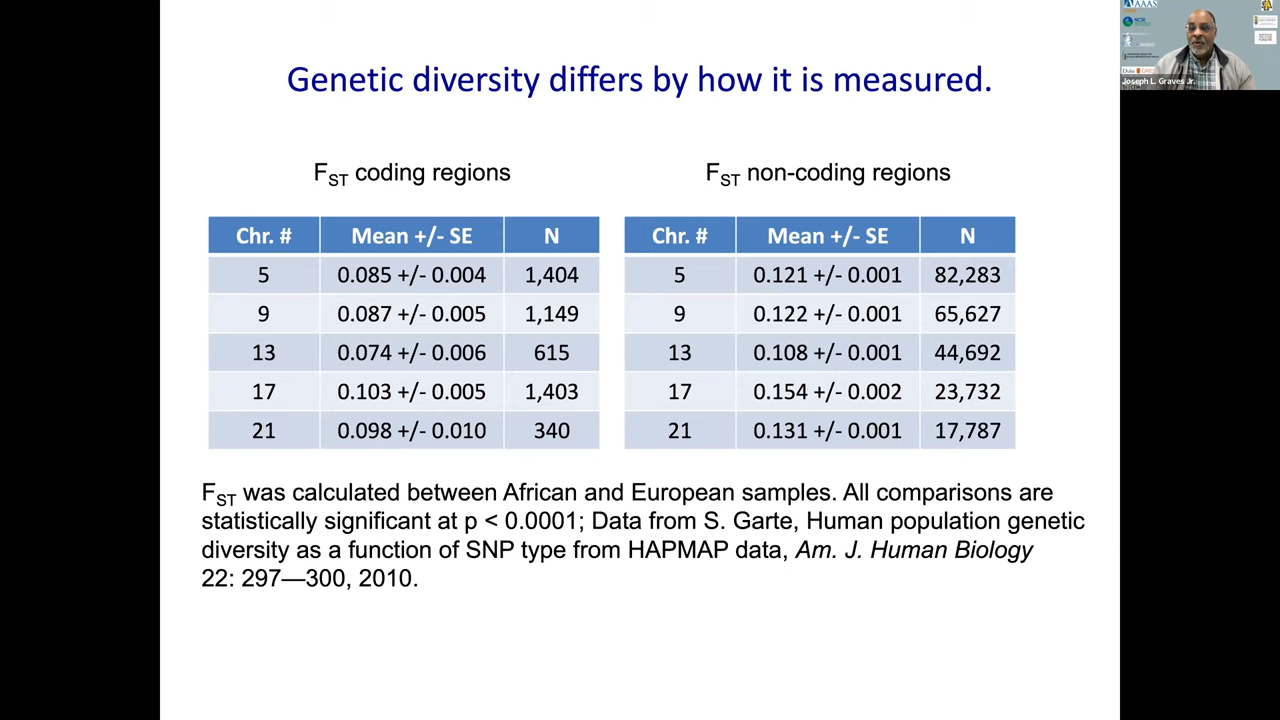 Genetic diversity differs by how it is measured.
F_ST coding regions
Chr. # Mean +/- SE N
5 0.085 +/- 0.004 1,404
9 0.087 +/- 0.005 1,149
13 0.074 +/- 0.006 615
17 0.103 +/- 0.005 1,403
21 0.098 +/- 0.010 340
F_ST non-coding regions
Chr. # Mean +/- SE N
5 0.121 +/- 0.001 82,283
9 0.122 +/- 0.001 65,627
13 0.108 +/- 0.001 44,692
17 0.154 +/- 0.002 23,732
21 0.131 +/- 0.001 17,787
F_ST was calculated between African and European samples. All comparisons are
statistically significant at p < 0.0001; Data from S. Garte, Human population genetic
diversity as a function of SNP type from HAPMAP data, Am. J. Human Biology
22: 297—300, 2010.
AAAS
Duke
Joseph L. Graves Jr.